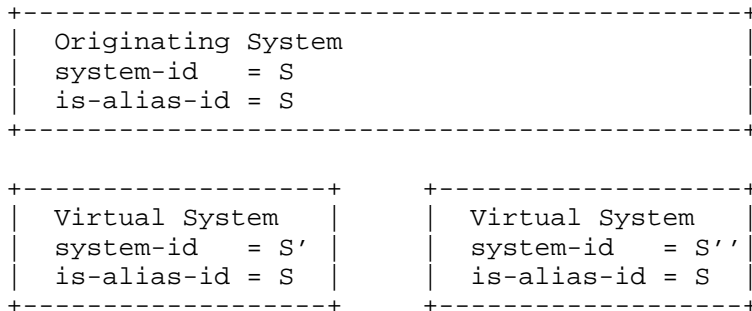 +---------------------------------------------+
|  Originating System                         |
|  system-id   = S                            |
|  is-alias-id = S                            |
+---------------------------------------------+

+-------------------+     +-------------------+
|  Virtual System   |     |  Virtual System   |
|  system-id   = S' |     |  system-id   = S''|
|  is-alias-id = S  |     |  is-alias-id = S  |
+-------------------+     +-------------------+